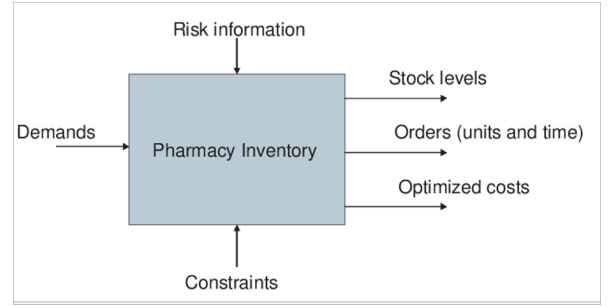 Risk information
Stock levels
Demands
Orders (units and time)
Pharmacy Inventory
Optimized costs
Constraints